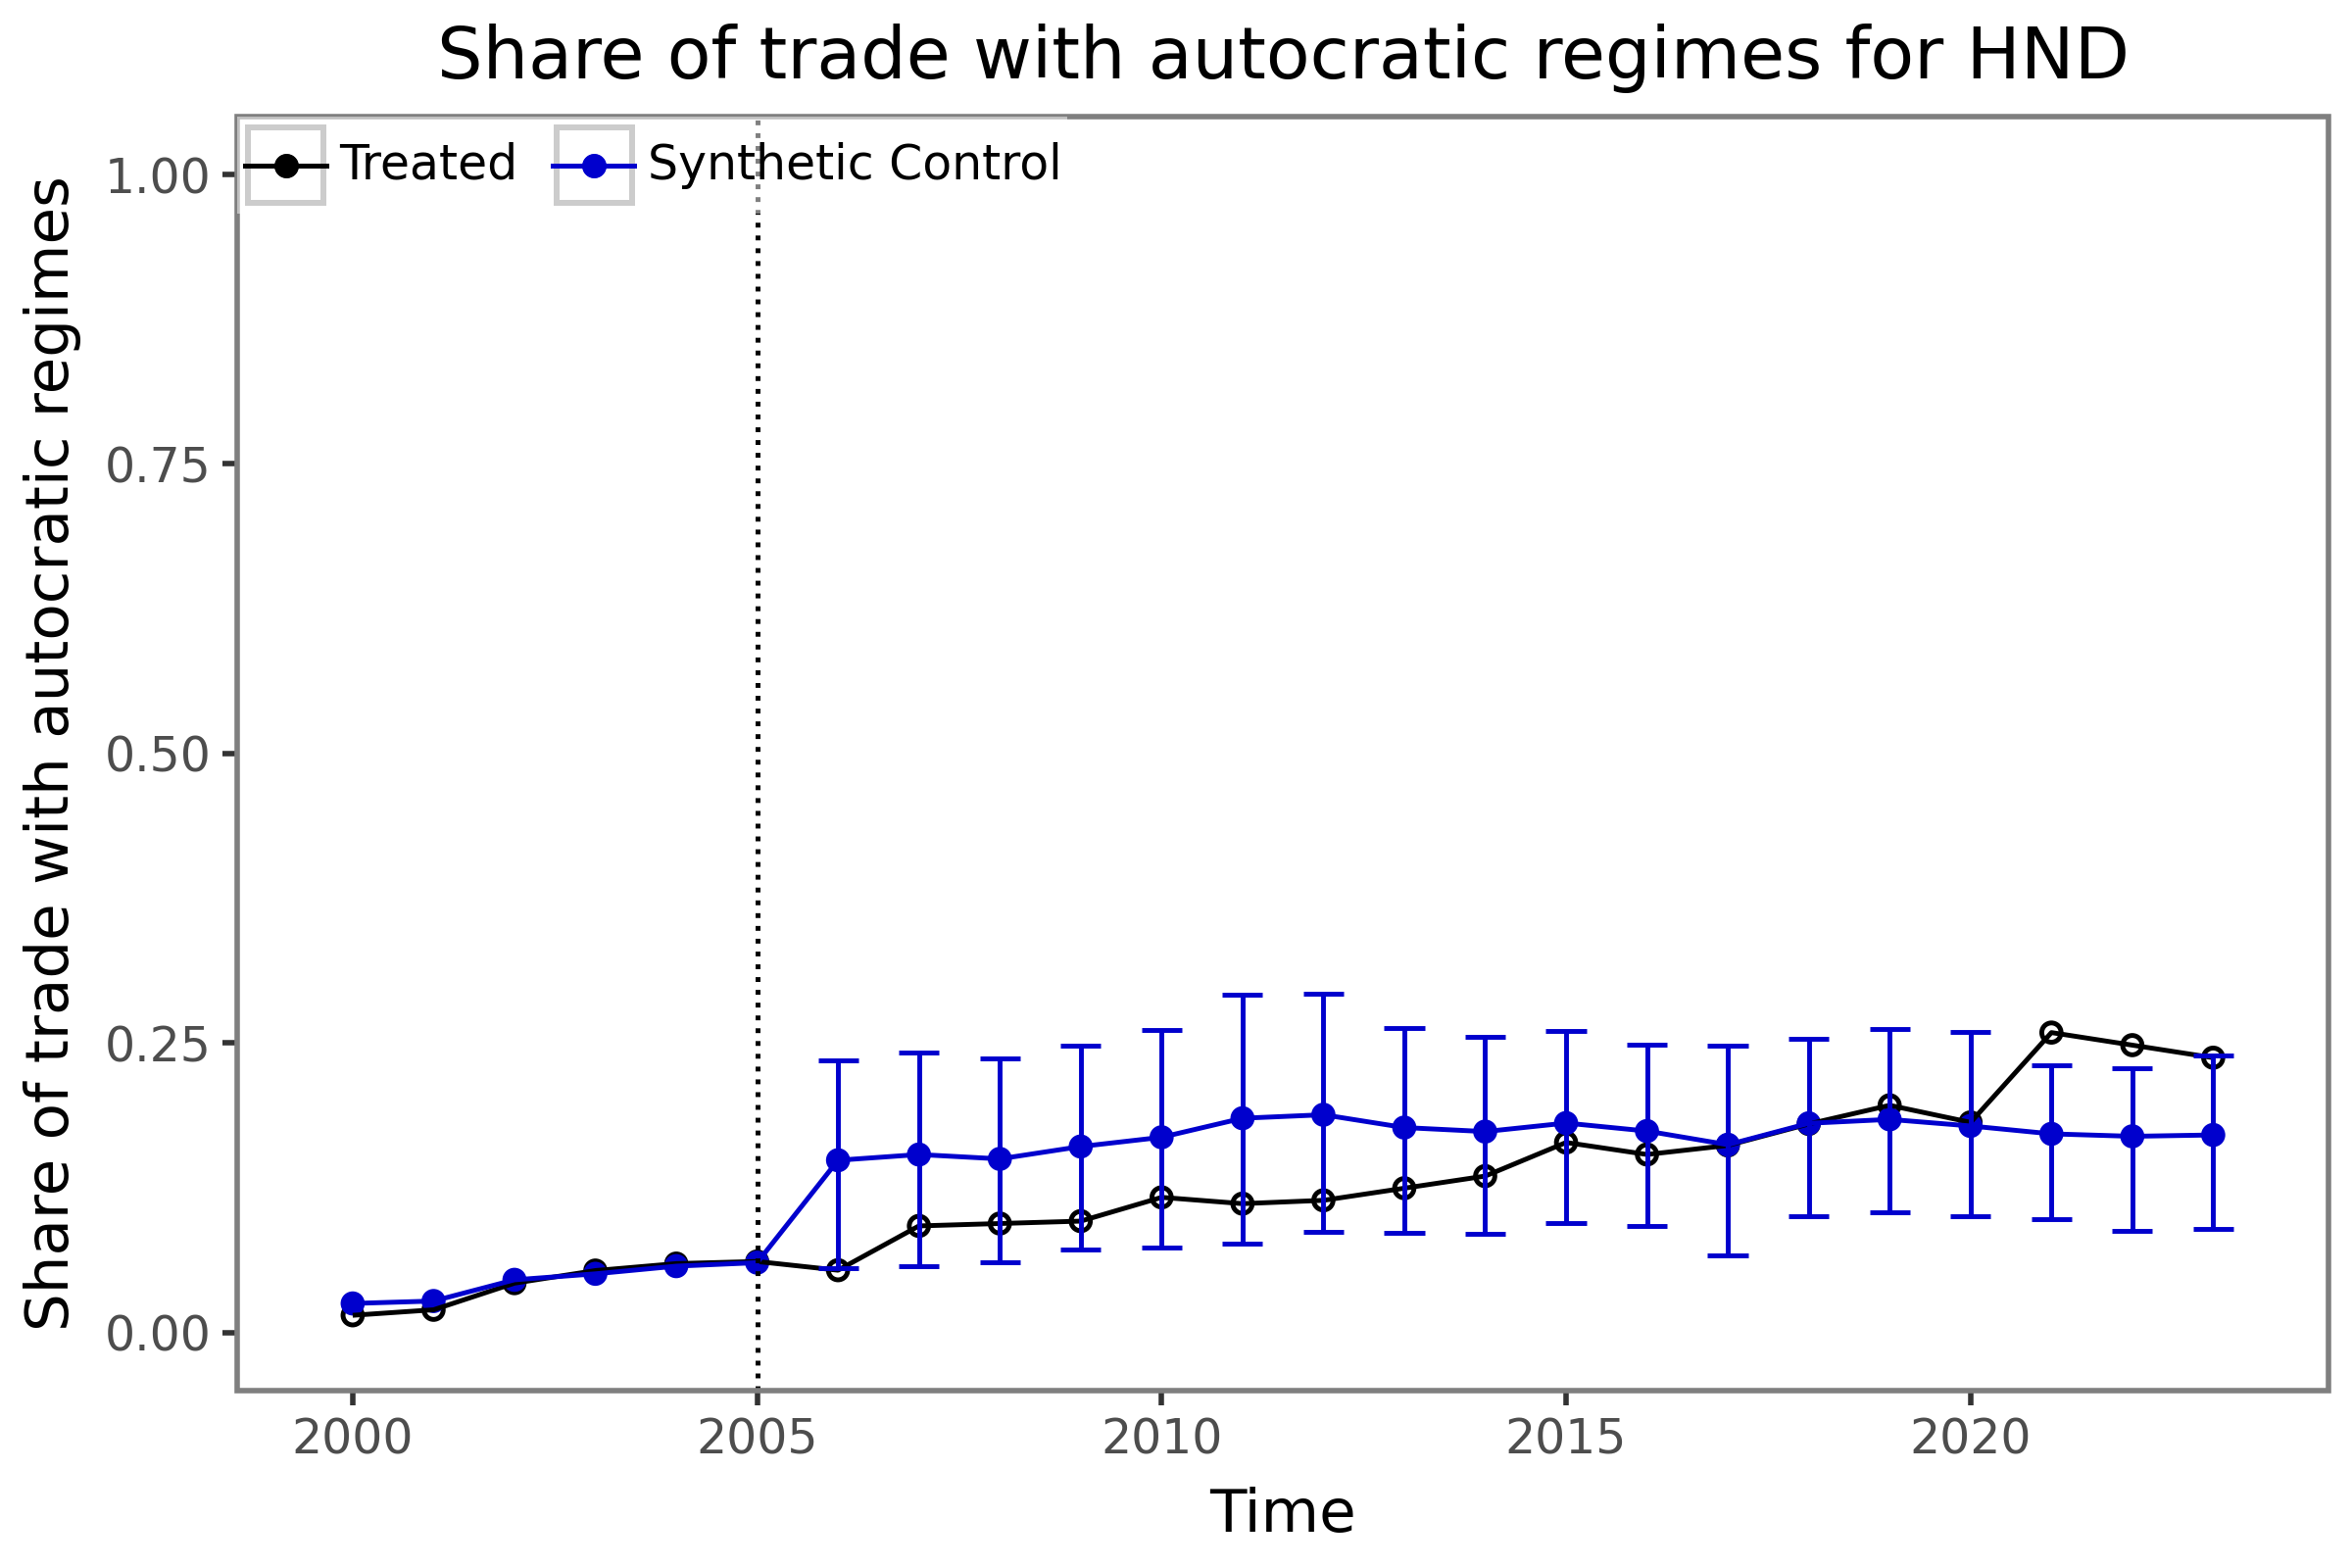 Share of trade with autocratic regimes for HND
Treated
Synthetic Control
Share of trade with autocratic regimes
1.00
0.75
0.50
0.25
0.00
2000
2005
2010
2015
2020
Time